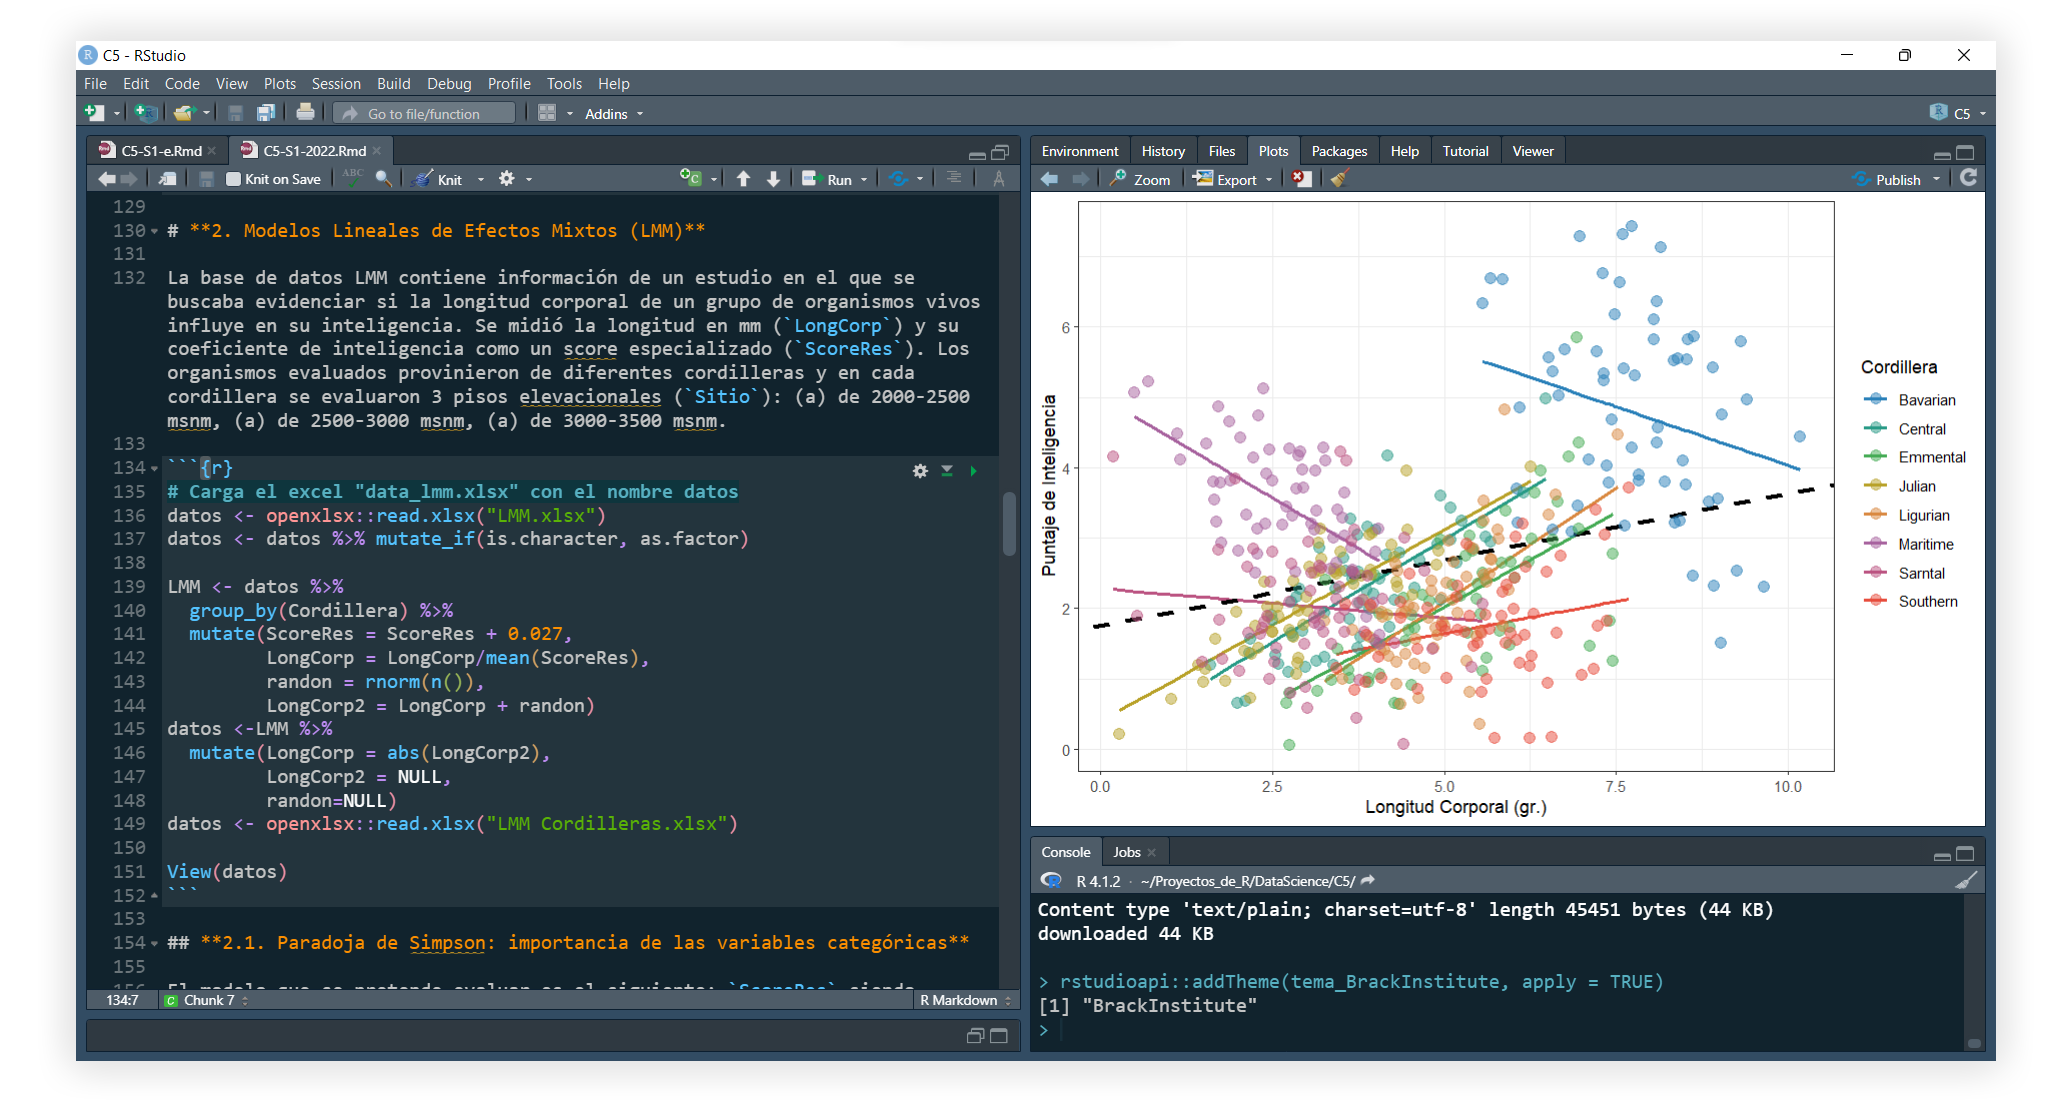 C5 - RStudio
File Edit Code View Plots Session Build Debug Profile Tools Help
Go to file/function Addins C5
C5-S1-e.Rmd C5-S1-2022.Rmd
Knit on Save ABC Knit Run
129
130 # **2. Modelos Lineales de Efectos Mixtos (LMM)**
131
132 La base de datos LMM contiene información de un estudio en el que se
buscaba evidenciar si la longitud corporal de un grupo de organismos vivos
influye en su inteligencia. Se midió la longitud en mm (`LongCorp`) y su
coeficiente de inteligencia como un score especializado (`ScoreRes`). Los
organismos evaluados provinieron de diferentes cordilleras y en cada
cordillera se evaluaron 3 pisos elevacionales (`Sitio`): (a) de 2000-2500
msnm, (a) de 2500-3000 msnm, (a) de 3000-3500 msnm.
133
134 ```{r}
135 # Carga el excel "data_lmm.xlsx" con el nombre datos
136 datos <- openxlsx::read.xlsx("LMM.xlsx")
137 datos <- datos %>% mutate_if(is.character, as.factor)
138
139 LMM <- datos %>%
140 group_by(Cordillera) %>%
141 mutate(ScoreRes = ScoreRes + 0.027,
142 LongCorp = LongCorp/mean(ScoreRes),
143 randon = rnorm(n()),
144 LongCorp2 = LongCorp + randon)
145 datos <-LMM %>%
146 mutate(LongCorp = abs(LongCorp2),
147 LongCorp2 = NULL,
148 randon=NULL)
149 datos <- openxlsx::read.xlsx("LMM Cordilleras.xlsx")
150
151 View(datos)
152 ```
153
154 ## **2.1. Paradoja de Simpson: importancia de las variables categóricas**
155
156 El modelo que se pretende evaluar es el siguiente: `ScoreRes` siendo
134:7 Chunk 7 R Markdown
Environment History Files Plots Packages Help Tutorial Viewer
Zoom Export Publish
Puntaje de Inteligencia
6
4
2
0
0.0 2.5 5.0 7.5 10.0
Longitud Corporal (gr.)
Cordillera
Bavarian
Central
Emmental
Julian
Ligurian
Maritime
Sarntal
Southern
Console Jobs
R 4.1.2 · ~/Proyectos_de_R/DataScience/C5/
Content type 'text/plain; charset=utf-8' length 45451 bytes (44 KB)
downloaded 44 KB
> rstudioapi::addTheme(tema_BrackInstitute, apply = TRUE)
[1] "BrackInstitute"
>